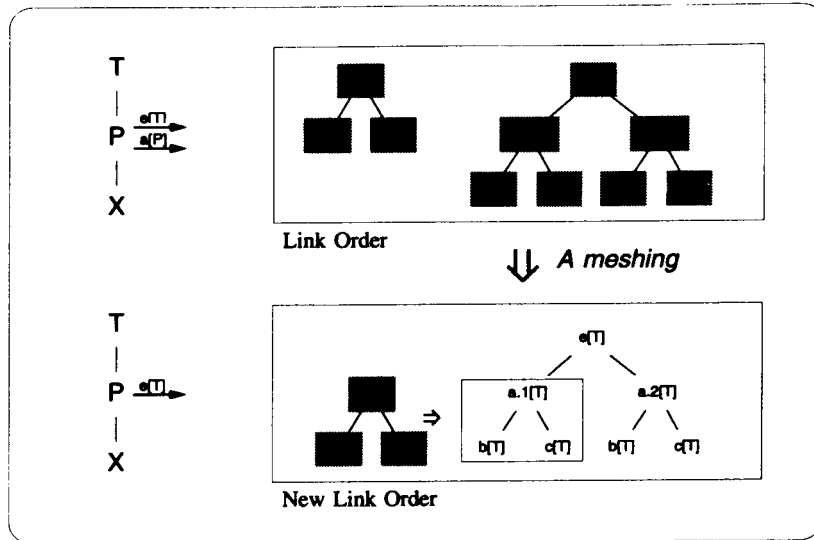 T
e[T]
P
a[P]
X
Link Order
⇓ A meshing
T
e[T]
P
X
e[T]
a.1[T] a.2[T]
⇒
b[T] c[T] b[T] c[T]
New Link Order